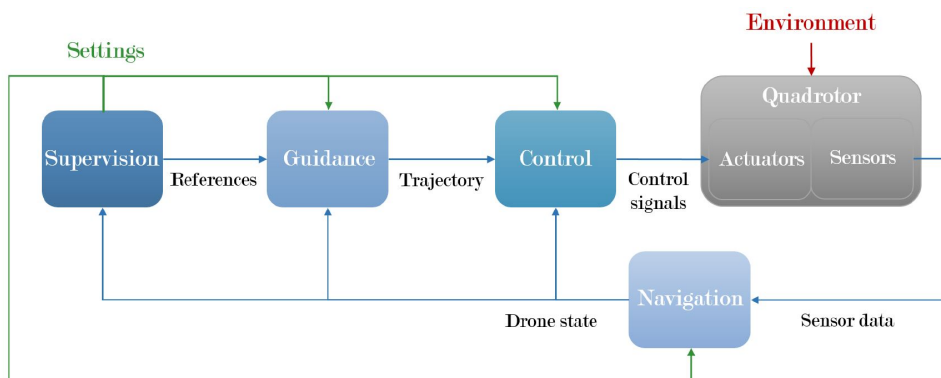 Environment
Settings
Quadrotor
Supervision
Guidance
Control
Actuators
Sensors
References
Trajectory
Control
signals
Navigation
Drone state
Sensor data